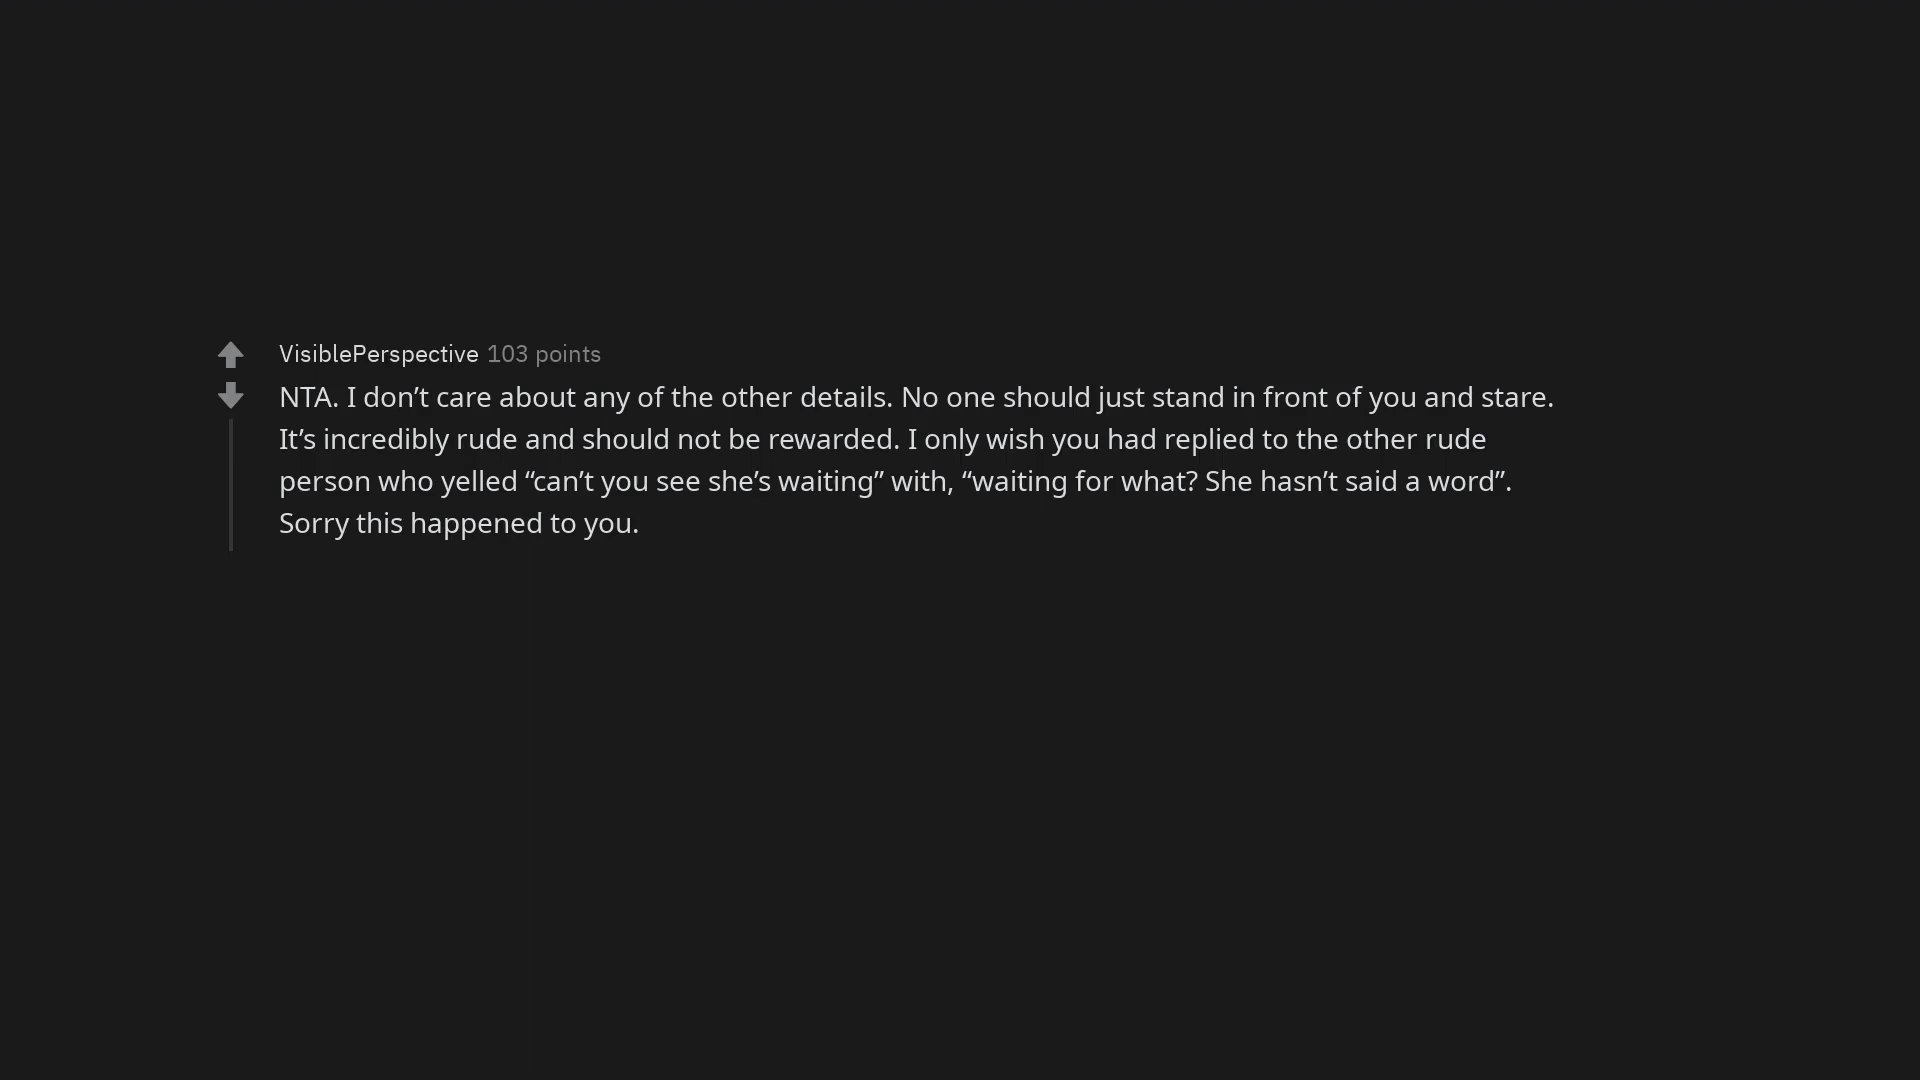 VisiblePerspective 103 points
NTA. I don’t care about any of the other details. No one should just stand in front of you and stare.
It’s incredibly rude and should not be rewarded. I only wish you had replied to the other rude
person who yelled “can’t you see she’s waiting” with, “waiting for what? She hasn’t said a word”.
Sorry this happened to you.